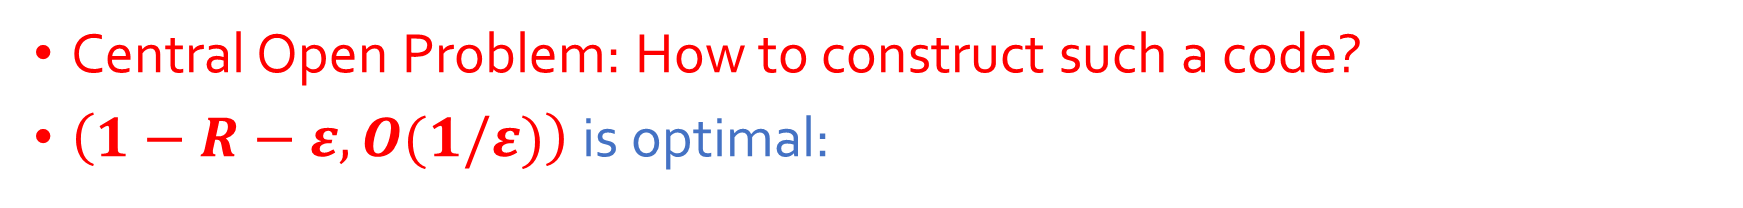 • Central Open Problem: How to construct such a code?
• (1 − R − ε, O(1/ε)) is optimal: